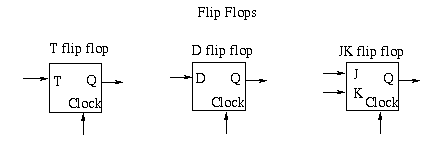 Flip Flops
T flip flop D flip flop JK flip flop
T Q D Q J Q
K
Clock Clock Clock